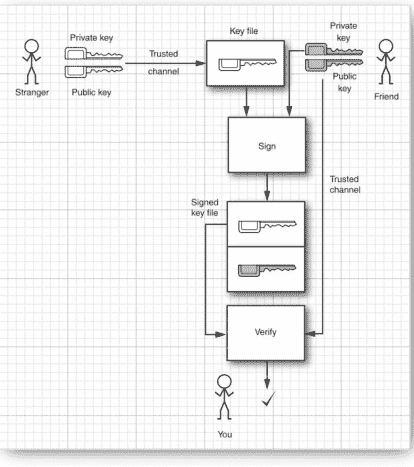 Key file
Private key
Private
key
Trusted
channel
Stranger
Public key
Public
key
Friend
Sign
Trusted
channel
Signed
key file
Verify
You